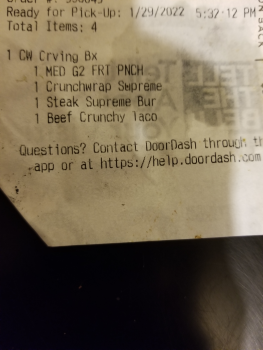 Ready for Pick-Up: 1/29/2022 5:32:12 PM
Total Items: 4
1 CW Crving Bx
1 MED G2 FRT PNCH
1 Crunchwrap Supreme
1 Steak Supreme Bur
1 Beef Crunchy Taco
Questions? Contact DoorDash through th
app or at https://help.doordash.com